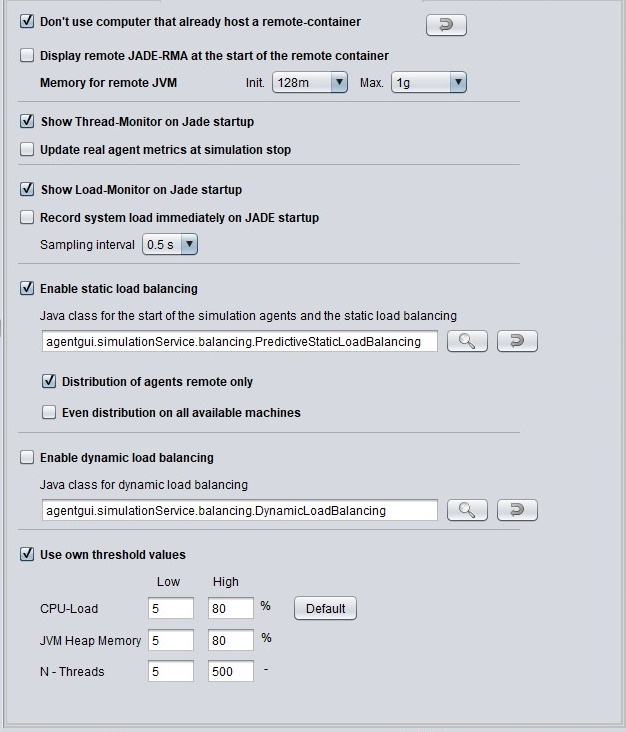 Don't use computer that already host a remote-container
Display remote JADE-RMA at the start of the remote container
Memory for remote JVM Init. 128m Max. 1g
Show Thread-Monitor on Jade startup
Update real agent metrics at simulation stop
Show Load-Monitor on Jade startup
Record system load immediately on JADE startup
Sampling interval 0.5 s
Enable static load balancing
Java class for the start of the simulation agents and the static load balancing
agentgui.simulationService.balancing.PredictiveStaticLoadBalancing
Distribution of agents remote only
Even distribution on all available machines
Enable dynamic load balancing
Java class for dynamic load balancing
agentgui.simulationService.balancing.DynamicLoadBalancing
Use own threshold values
Low High
CPU-Load 5 80 % Default
JVM Heap Memory 5 80 %
N - Threads 5 500 -